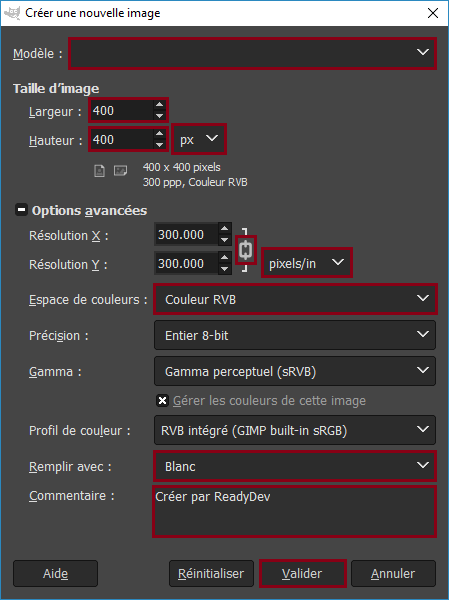 Créer une nouvelle image
Modèle :
Taille d'image
Largeur : 400
Hauteur : 400 px
400 x 400 pixels
300 ppp, Couleur RVB
Options avancées
Résolution X : 300.000
Résolution Y : 300.000 pixels/in
Espace de couleurs : Couleur RVB
Précision : Entier 8-bit
Gamma : Gamma perceptuel (sRVB)
Gérer les couleurs de cette image
Profil de couleur : RVB intégré (GIMP built-in sRGB)
Remplir avec : Blanc
Commentaire : Créer par ReadyDev
Aide Réinitialiser Valider Annuler